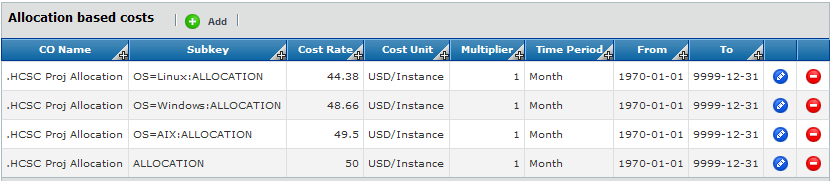 Allocation based costs Add
CO Name Subkey Cost Rate Cost Unit Multiplier Time Period From To
.HCSC Proj Allocation OS=Linux:ALLOCATION 44.38 USD/Instance 1 Month 1970-01-01 9999-12-31
.HCSC Proj Allocation OS=Windows:ALLOCATION 48.66 USD/Instance 1 Month 1970-01-01 9999-12-31
.HCSC Proj Allocation OS=AIX:ALLOCATION 49.5 USD/Instance 1 Month 1970-01-01 9999-12-31
.HCSC Proj Allocation ALLOCATION 50 USD/Instance 1 Month 1970-01-01 9999-12-31